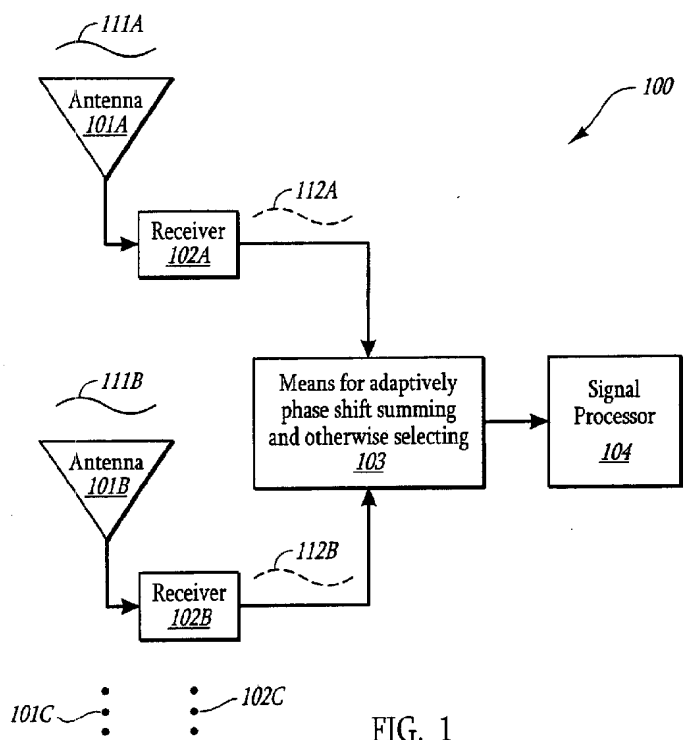 111A
Antenna
101A
100
112A
Receiver
102A
111B
Means for adaptively
phase shift summing
and otherwise selecting
103
Signal
Processor
104
Antenna
101B
112B
Receiver
102B
101C
102C
FIG. 1